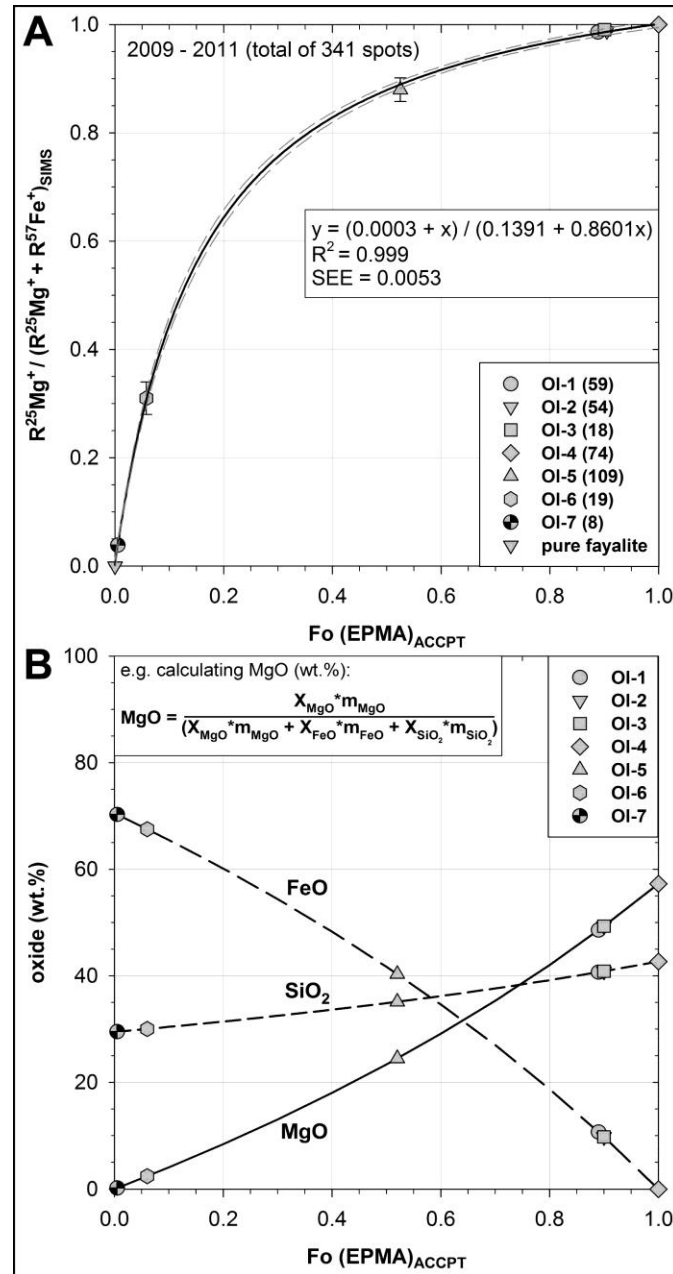 A
2009 - 2011 (total of 341 spots)
y = (0.0003 + x) / (0.1391 + 0.8601x)
R² = 0.999
SEE = 0.0053
Ol-1 (59)
Ol-2 (54)
Ol-3 (18)
Ol-4 (74)
Ol-5 (109)
Ol-6 (19)
Ol-7 (8)
pure fayalite
R²⁵Mg⁺ / (R²⁵Mg⁺ + R⁵⁷Fe⁺)SIMS
1.0
0.8
0.6
0.4
0.2
0.0
0.0 0.2 0.4 0.6 0.8 1.0
Fo (EPMA)ACCPT
B
e.g. calculating MgO (wt.%):
MgO = XMgO*mMgO
(XMgO*mMgO + XFeO*mFeO + XSiO₂*mSiO₂)
Ol-1
Ol-2
Ol-3
Ol-4
Ol-5
Ol-6
Ol-7
FeO
SiO₂
MgO
oxide (wt.%)
100
80
60
40
20
0
0.0 0.2 0.4 0.6 0.8 1.0
Fo (EPMA)ACCPT